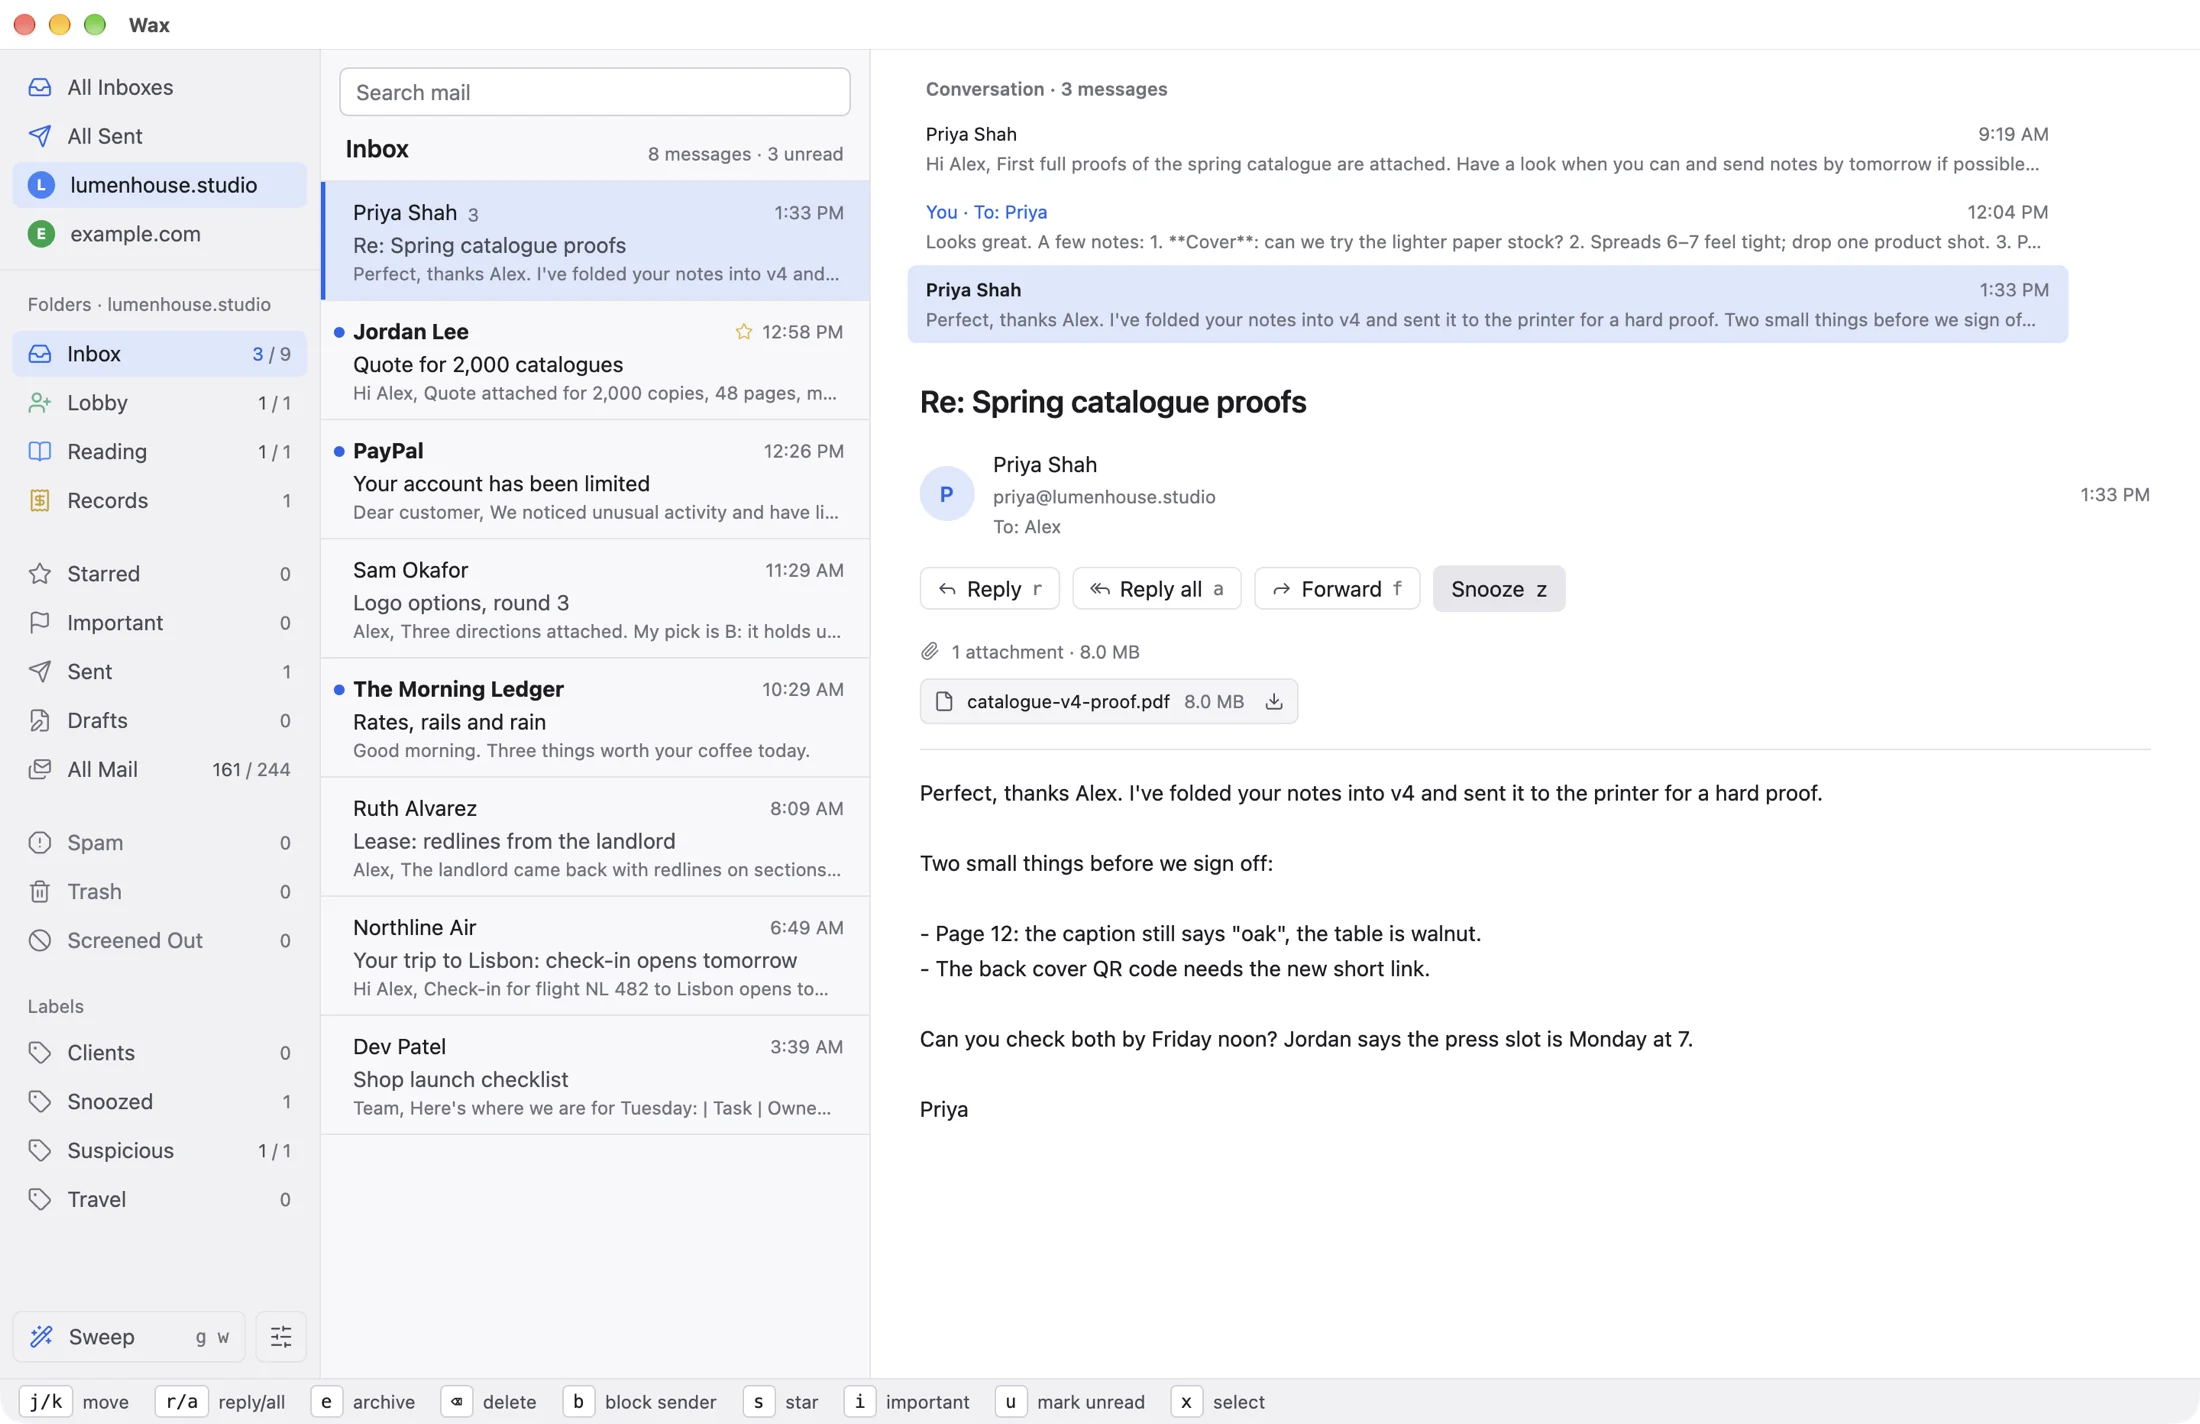 Wax
All Inboxes
All Sent
L lumenhouse.studio
E example.com
Folders · lumenhouse.studio
Inbox 3 / 9
Lobby 1 / 1
Reading 1 / 1
Records 1
Starred 0
Important 0
Sent 1
Drafts 0
All Mail 161 / 244
Spam 0
Trash 0
Screened Out 0
Labels
Clients 0
Snoozed 1
Suspicious 1 / 1
Travel 0
Sweep g w
Search mail
Inbox 8 messages · 3 unread
Priya Shah 3 1:33 PM
Re: Spring catalogue proofs
Perfect, thanks Alex. I've folded your notes into v4 and...
Jordan Lee 12:58 PM
Quote for 2,000 catalogues
Hi Alex, Quote attached for 2,000 copies, 48 pages, m...
PayPal 12:26 PM
Your account has been limited
Dear customer, We noticed unusual activity and have li...
Sam Okafor 11:29 AM
Logo options, round 3
Alex, Three directions attached. My pick is B: it holds u...
The Morning Ledger 10:29 AM
Rates, rails and rain
Good morning. Three things worth your coffee today.
Ruth Alvarez 8:09 AM
Lease: redlines from the landlord
Alex, The landlord came back with redlines on sections...
Northline Air 6:49 AM
Your trip to Lisbon: check-in opens tomorrow
Hi Alex, Check-in for flight NL 482 to Lisbon opens to...
Dev Patel 3:39 AM
Shop launch checklist
Team, Here's where we are for Tuesday: | Task | Owne...
Conversation · 3 messages
Priya Shah 9:19 AM
Hi Alex, First full proofs of the spring catalogue are attached. Have a look when you can and send notes by tomorrow if possible...
You · To: Priya 12:04 PM
Looks great. A few notes: 1. **Cover**: can we try the lighter paper stock? 2. Spreads 6–7 feel tight; drop one product shot. 3. P...
Priya Shah 1:33 PM
Perfect, thanks Alex. I've folded your notes into v4 and sent it to the printer for a hard proof. Two small things before we sign of...
Re: Spring catalogue proofs
P
Priya Shah
priya@lumenhouse.studio
To: Alex
1:33 PM
Reply r Reply all a Forward f Snooze z
1 attachment · 8.0 MB
catalogue-v4-proof.pdf 8.0 MB
Perfect, thanks Alex. I've folded your notes into v4 and sent it to the printer for a hard proof.
Two small things before we sign off:
- Page 12: the caption still says "oak", the table is walnut.
- The back cover QR code needs the new short link.
Can you check both by Friday noon? Jordan says the press slot is Monday at 7.
Priya
j/k move r/a reply/all e archive ⌫ delete b block sender s star i important u mark unread x select